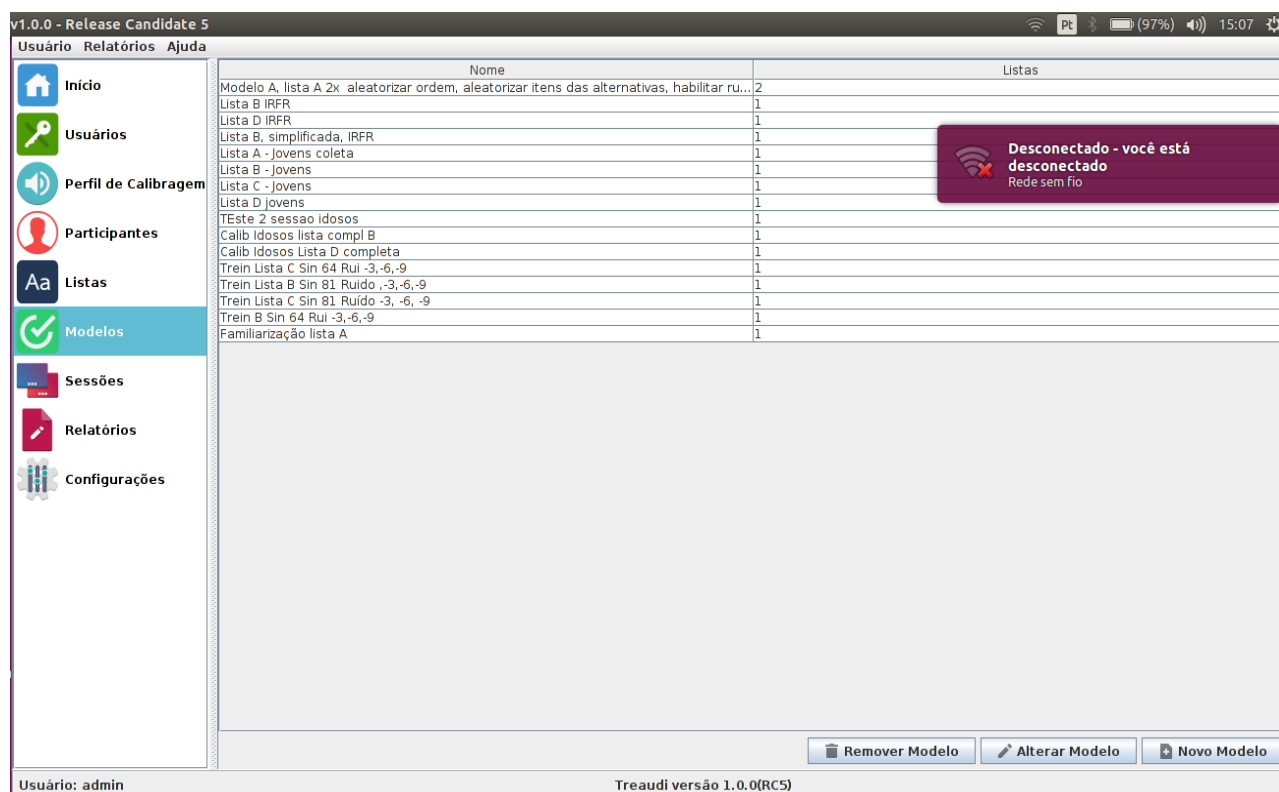 v1.0.0 - Release Candidate 5
Pt
(97%)
15:07
Usuário Relatórios Ajuda
Início
Usuários
Perfil de Calibragem
Participantes
Aa Listas
Modelos
Sessões
Relatórios
Configurações
Nome Listas
Modelo A, lista A 2x aleatorizar ordem, aleatorizar itens das alternativas, habilitar ru... 2
Lista B IRFR 1
Lista D IRFR 1
Lista B, simplificada, IRFR 1
Lista A - Jovens coleta 1
Lista B - Jovens 1
Lista C - Jovens 1
Lista D jovens 1
TEste 2 sessao idosos 1
Calib Idosos lista compl B 1
Calib Idosos Lista D completa 1
Trein Lista C Sin 64 Rui -3,-6,-9 1
Trein Lista B Sin 81 Ruido ,-3,-6,-9 1
Trein Lista C Sin 81 Ruído -3, -6, -9 1
Trein B Sin 64 Rui -3,-6,-9 1
Familiarização lista A 1
Desconectado - você está
desconectado
Rede sem fio
Remover Modelo Alterar Modelo Novo Modelo
Usuário: admin Treaudi versão 1.0.0(RC5)